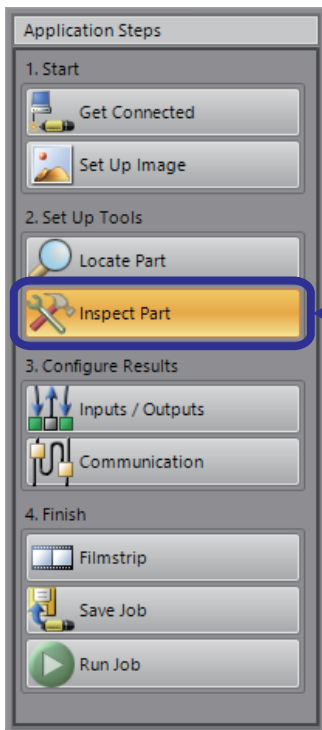 Application Steps
1. Start
Get Connected
Set Up Image
2. Set Up Tools
Locate Part
Inspect Part
3. Configure Results
Inputs / Outputs
Communication
4. Finish
Filmstrip
Save Job
Run Job